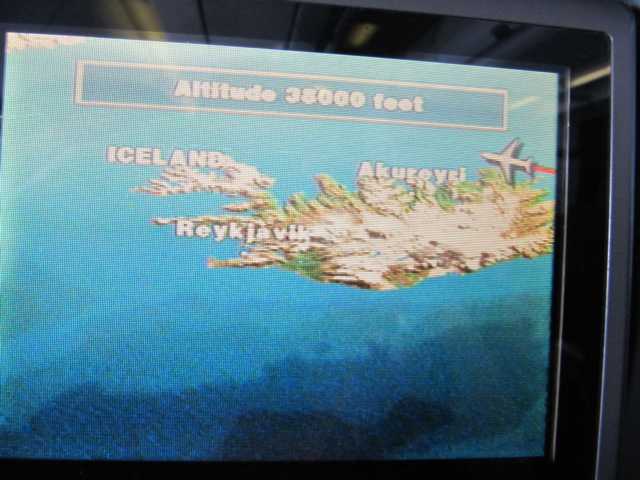 Altitude 38000 feet
ICELAND
Akureyri
Reykjavik